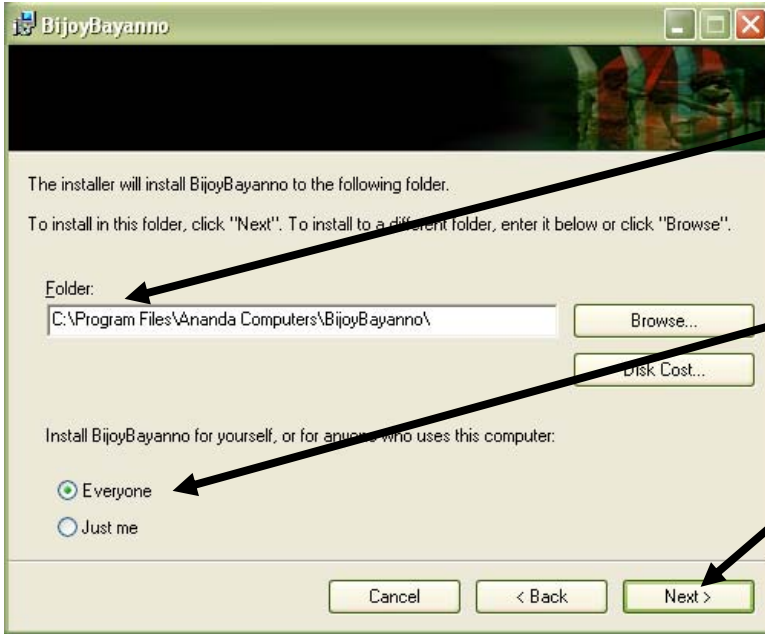 BijoyBayanno
The installer will install BijoyBayanno to the following folder.
To install in this folder, click "Next". To install to a different folder, enter it below or click "Browse".
Folder:
C:\Program Files\Ananda Computers\BijoyBayanno\
Browse...
Disk Cost...
Install BijoyBayanno for yourself, or for anyone who uses this computer:
Everyone
Just me
Cancel
< Back
Next >